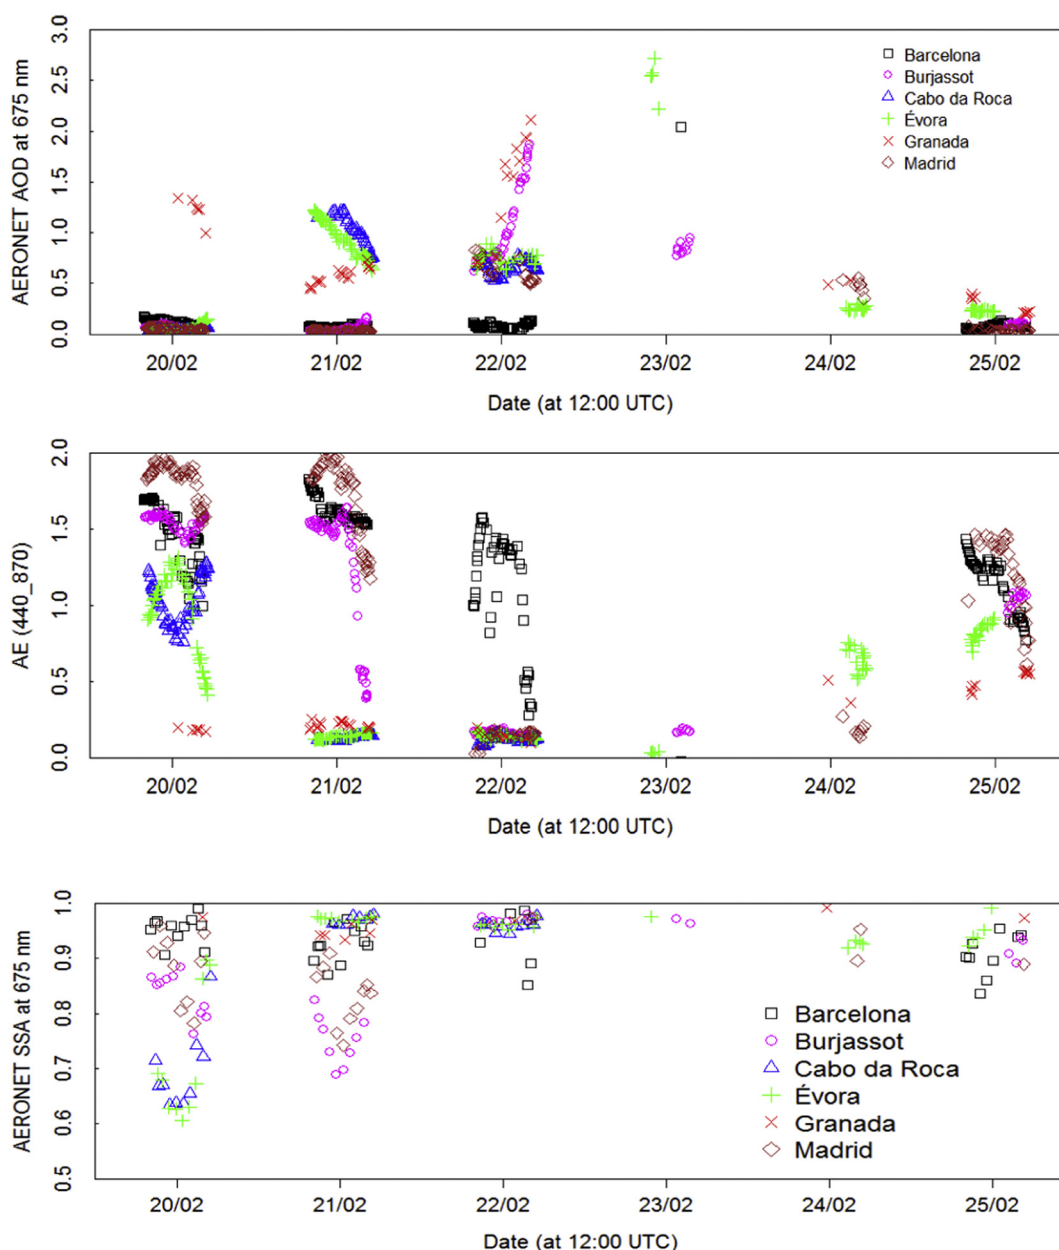 AERONET AOD at 675 nm
3.0
2.5
2.0
1.5
1.0
0.5
0.0
Barcelona
Burjassot
Cabo da Roca
Évora
Granada
Madrid
20/02 21/02 22/02 23/02 24/02 25/02
Date (at 12:00 UTC)
AE (440_870)
2.0
1.5
1.0
0.5
0.0
20/02 21/02 22/02 23/02 24/02 25/02
Date (at 12:00 UTC)
AERONET SSA at 675 nm
1.0
0.9
0.8
0.7
0.6
0.5
Barcelona
Burjassot
Cabo da Roca
Évora
Granada
Madrid
20/02 21/02 22/02 23/02 24/02 25/02
Date (at 12:00 UTC)